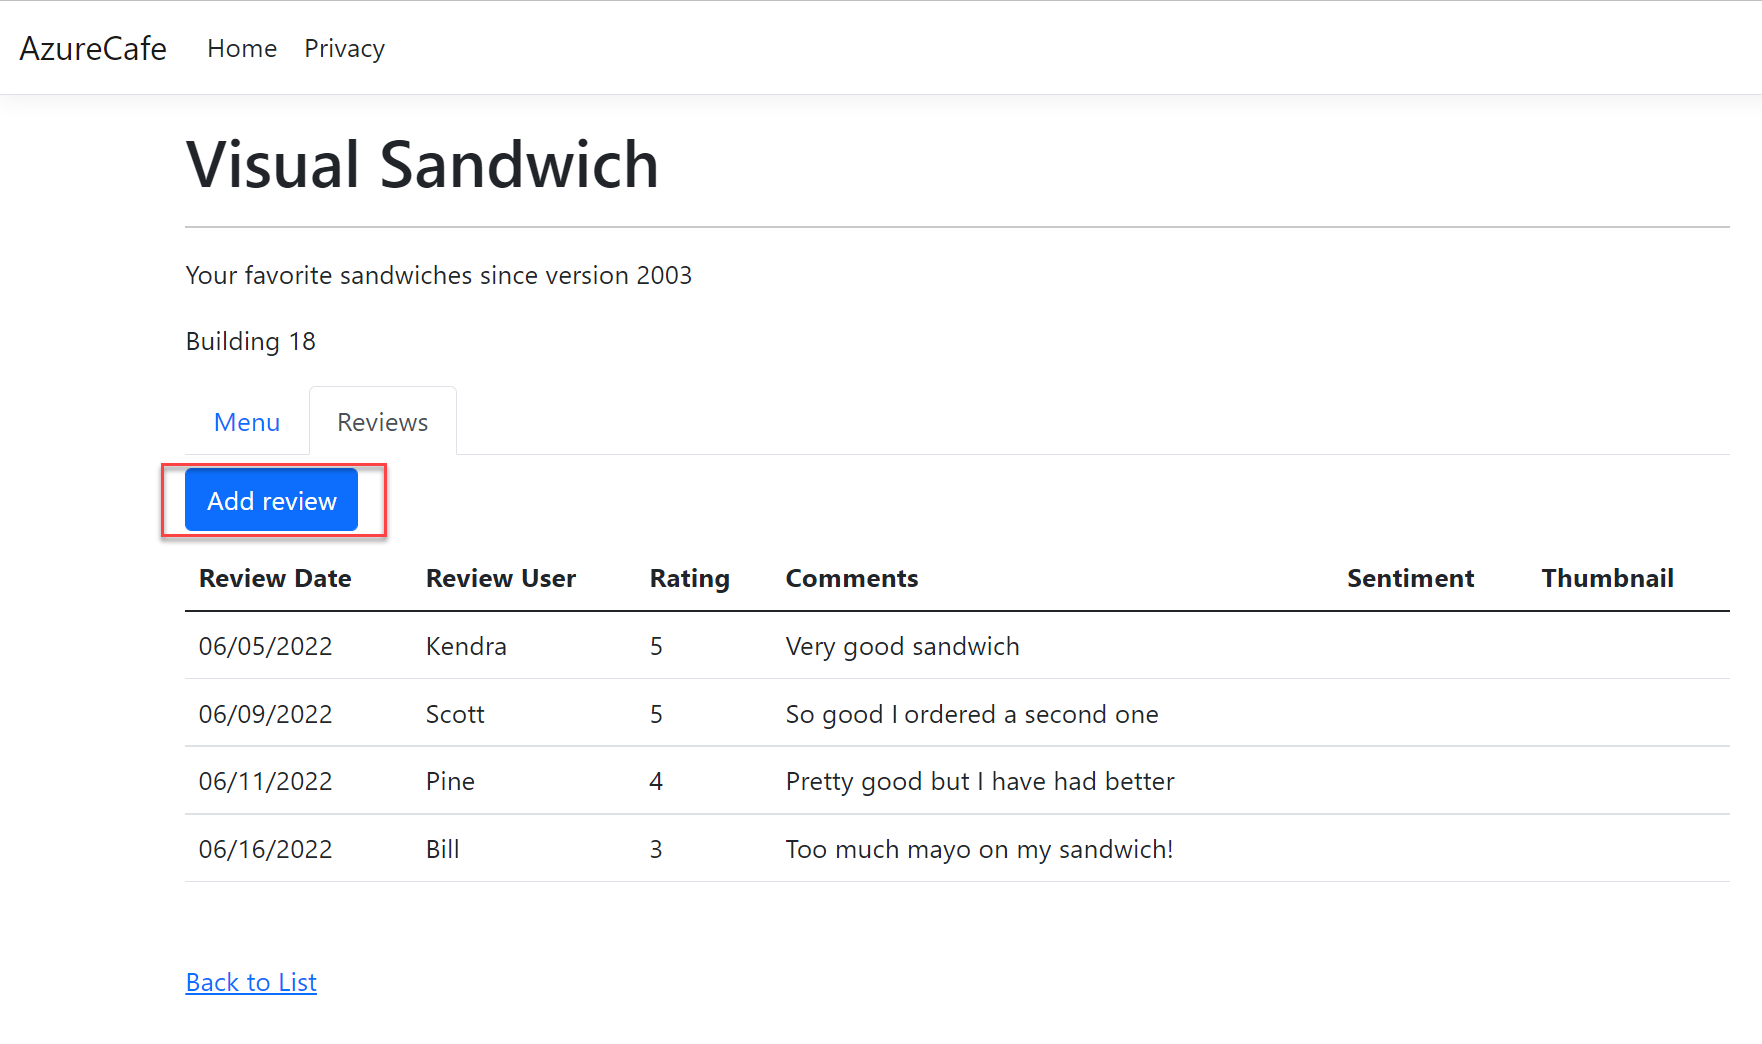 AzureCafe Home Privacy
Visual Sandwich
Your favorite sandwiches since version 2003
Building 18
Menu Reviews
Add review
Review Date Review User Rating Comments Sentiment Thumbnail
06/05/2022 Kendra 5 Very good sandwich
06/09/2022 Scott 5 So good I ordered a second one
06/11/2022 Pine 4 Pretty good but I have had better
06/16/2022 Bill 3 Too much mayo on my sandwich!
Back to List